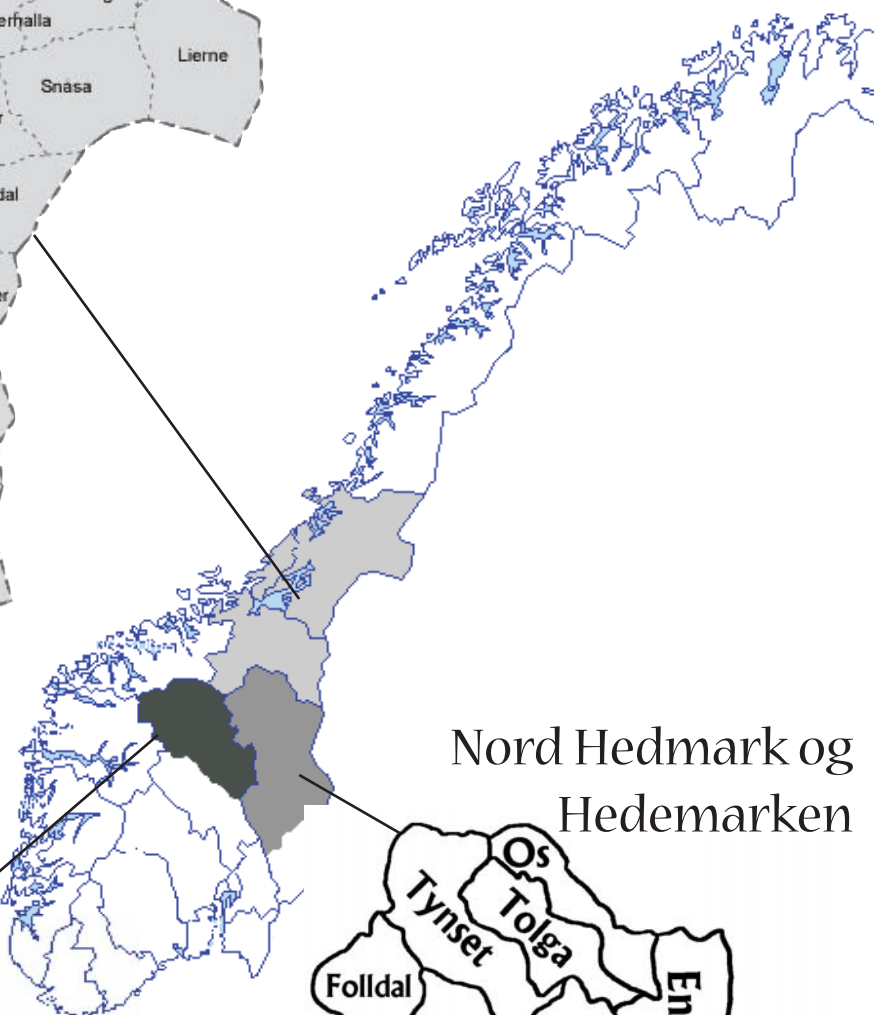 Lierne
Snåsa
Nord Hedmark og
Hedemarken
Os
Tynset
Tolga
Folldal